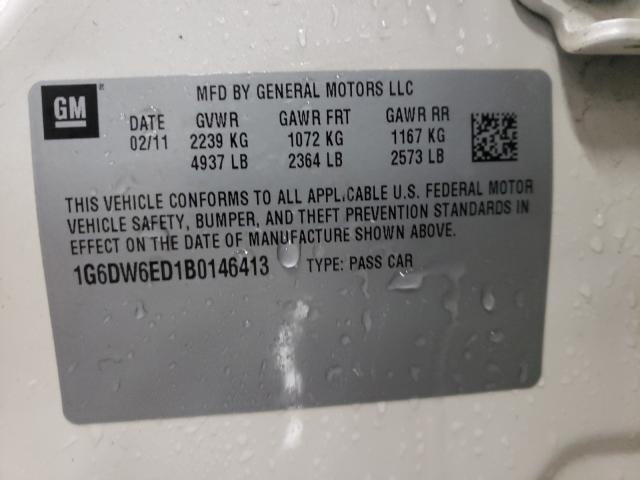 GM
MFD BY GENERAL MOTORS LLC
DATE GVWR GAWR FRT GAWR RR
02/11 2239 KG 1072 KG 1167 KG
4937 LB 2364 LB 2573 LB
THIS VEHICLE CONFORMS TO ALL APPLICABLE U.S. FEDERAL MOTOR
VEHICLE SAFETY, BUMPER, AND THEFT PREVENTION STANDARDS IN
EFFECT ON THE DATE OF MANUFACTURE SHOWN ABOVE.
1G6DW6ED1B0146413 TYPE: PASS CAR